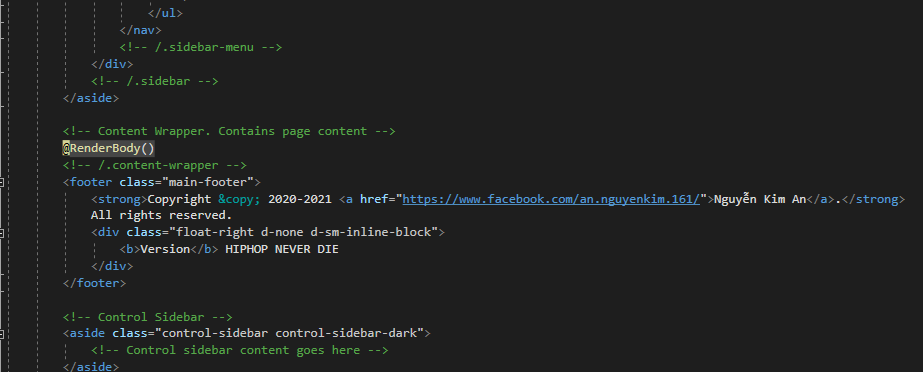 </ul>
</nav>
<!-- /.sidebar-menu -->
</div>
<!-- /.sidebar -->
</aside>
<!-- Content Wrapper. Contains page content -->
@RenderBody()
<!-- /.content-wrapper -->
<footer class="main-footer">
<strong>Copyright &copy; 2020-2021 <a href="https://www.facebook.com/an.nguyenkim.161/">Nguyễn Kim An</a>.</strong>
All rights reserved.
<div class="float-right d-none d-sm-inline-block">
<b>Version</b> HIPHOP NEVER DIE
</div>
</footer>
<!-- Control Sidebar -->
<aside class="control-sidebar control-sidebar-dark">
<!-- Control sidebar content goes here -->
</aside>